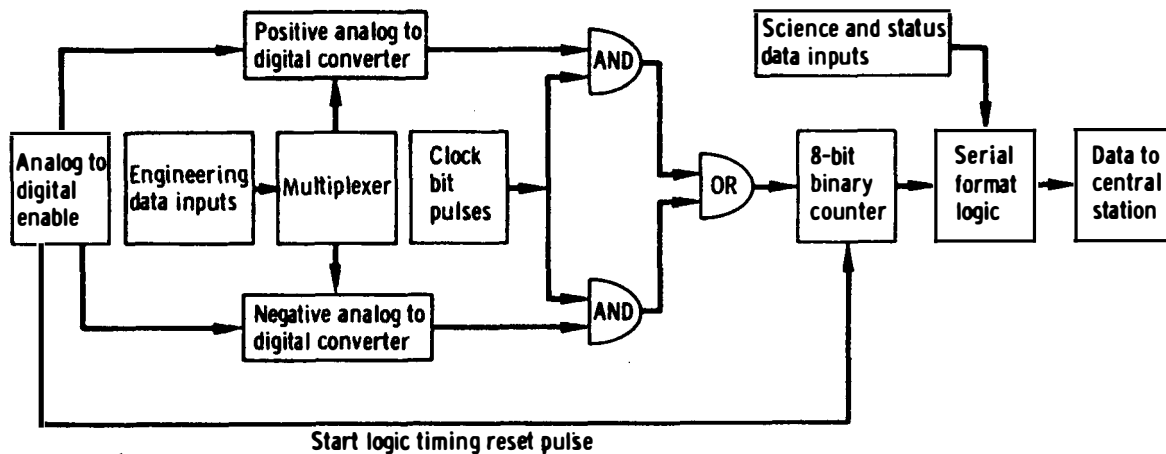 Positive analog to
digital converter
AND
Science and status
data inputs
Analog to
digital
enable
Engineering
data inputs
Multiplexer
Clock
bit
pulses
OR
8-bit
binary
counter
Serial
format
logic
Data to
central
station
Negative analog to
digital converter
AND
Start logic timing reset pulse